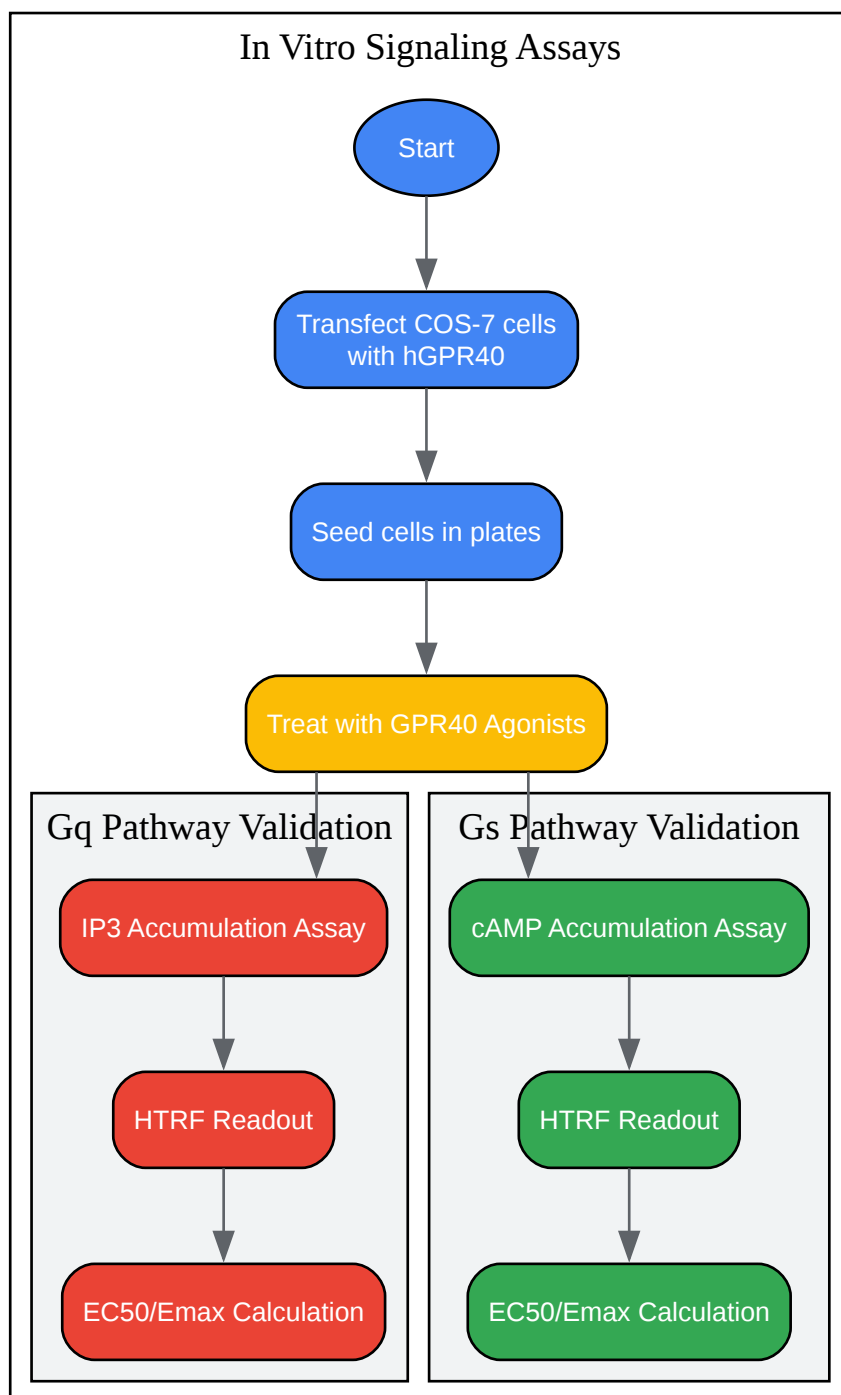 In Vitro Signaling Assays
Start
Transfect COS-7 cells
with hGPR40
Seed cells in plates
Treat with GPR40 Agonists
Gq Pathway Validation
IP3 Accumulation Assay
HTRF Readout
EC50/Emax Calculation
Gs Pathway Validation
cAMP Accumulation Assay
HTRF Readout
EC50/Emax Calculation